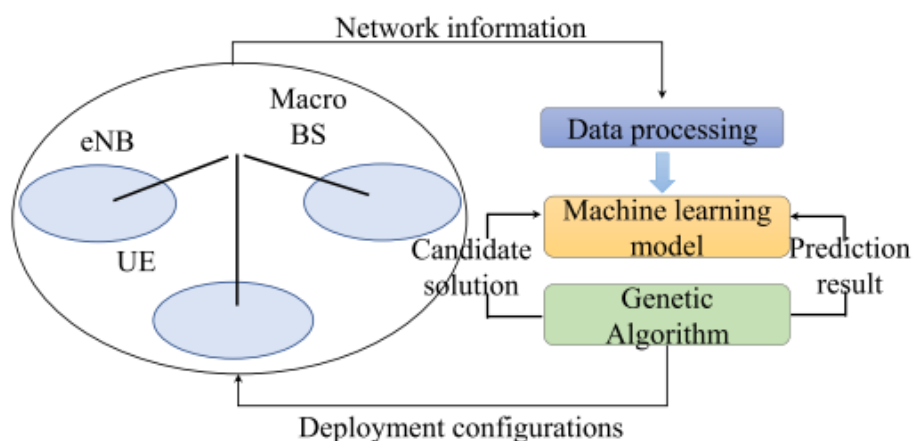 Network information
Macro
BS
eNB
UE
Data processing
Machine learning
model
Candidate
solution
Prediction
result
Genetic
Algorithm
Deployment configurations